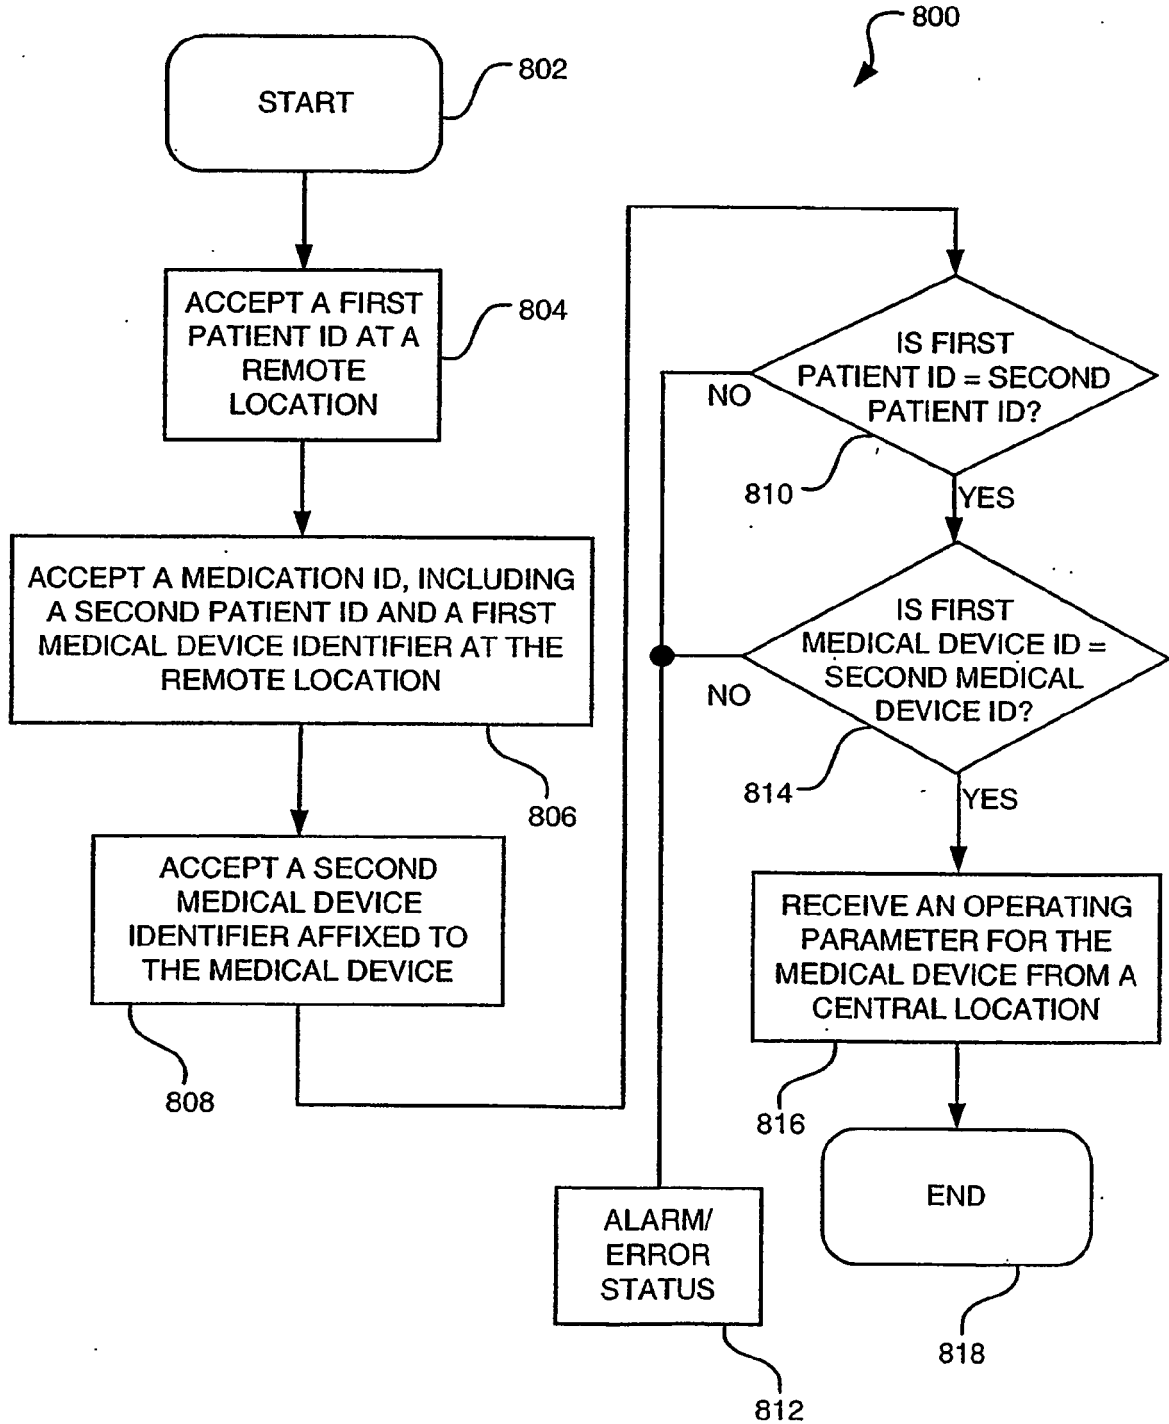 800
START
802
ACCEPT A FIRST
PATIENT ID AT A
REMOTE
LOCATION
804
ACCEPT A MEDICATION ID, INCLUDING
A SECOND PATIENT ID AND A FIRST
MEDICAL DEVICE IDENTIFIER AT THE
REMOTE LOCATION
806
ACCEPT A SECOND
MEDICAL DEVICE
IDENTIFIER AFFIXED TO
THE MEDICAL DEVICE
808
IS FIRST
PATIENT ID = SECOND
PATIENT ID?
NO
810
YES
IS FIRST
MEDICAL DEVICE ID =
SECOND MEDICAL
DEVICE ID?
NO
814
YES
RECEIVE AN OPERATING
PARAMETER FOR THE
MEDICAL DEVICE FROM A
CENTRAL LOCATION
816
END
818
ALARM/
ERROR
STATUS
812